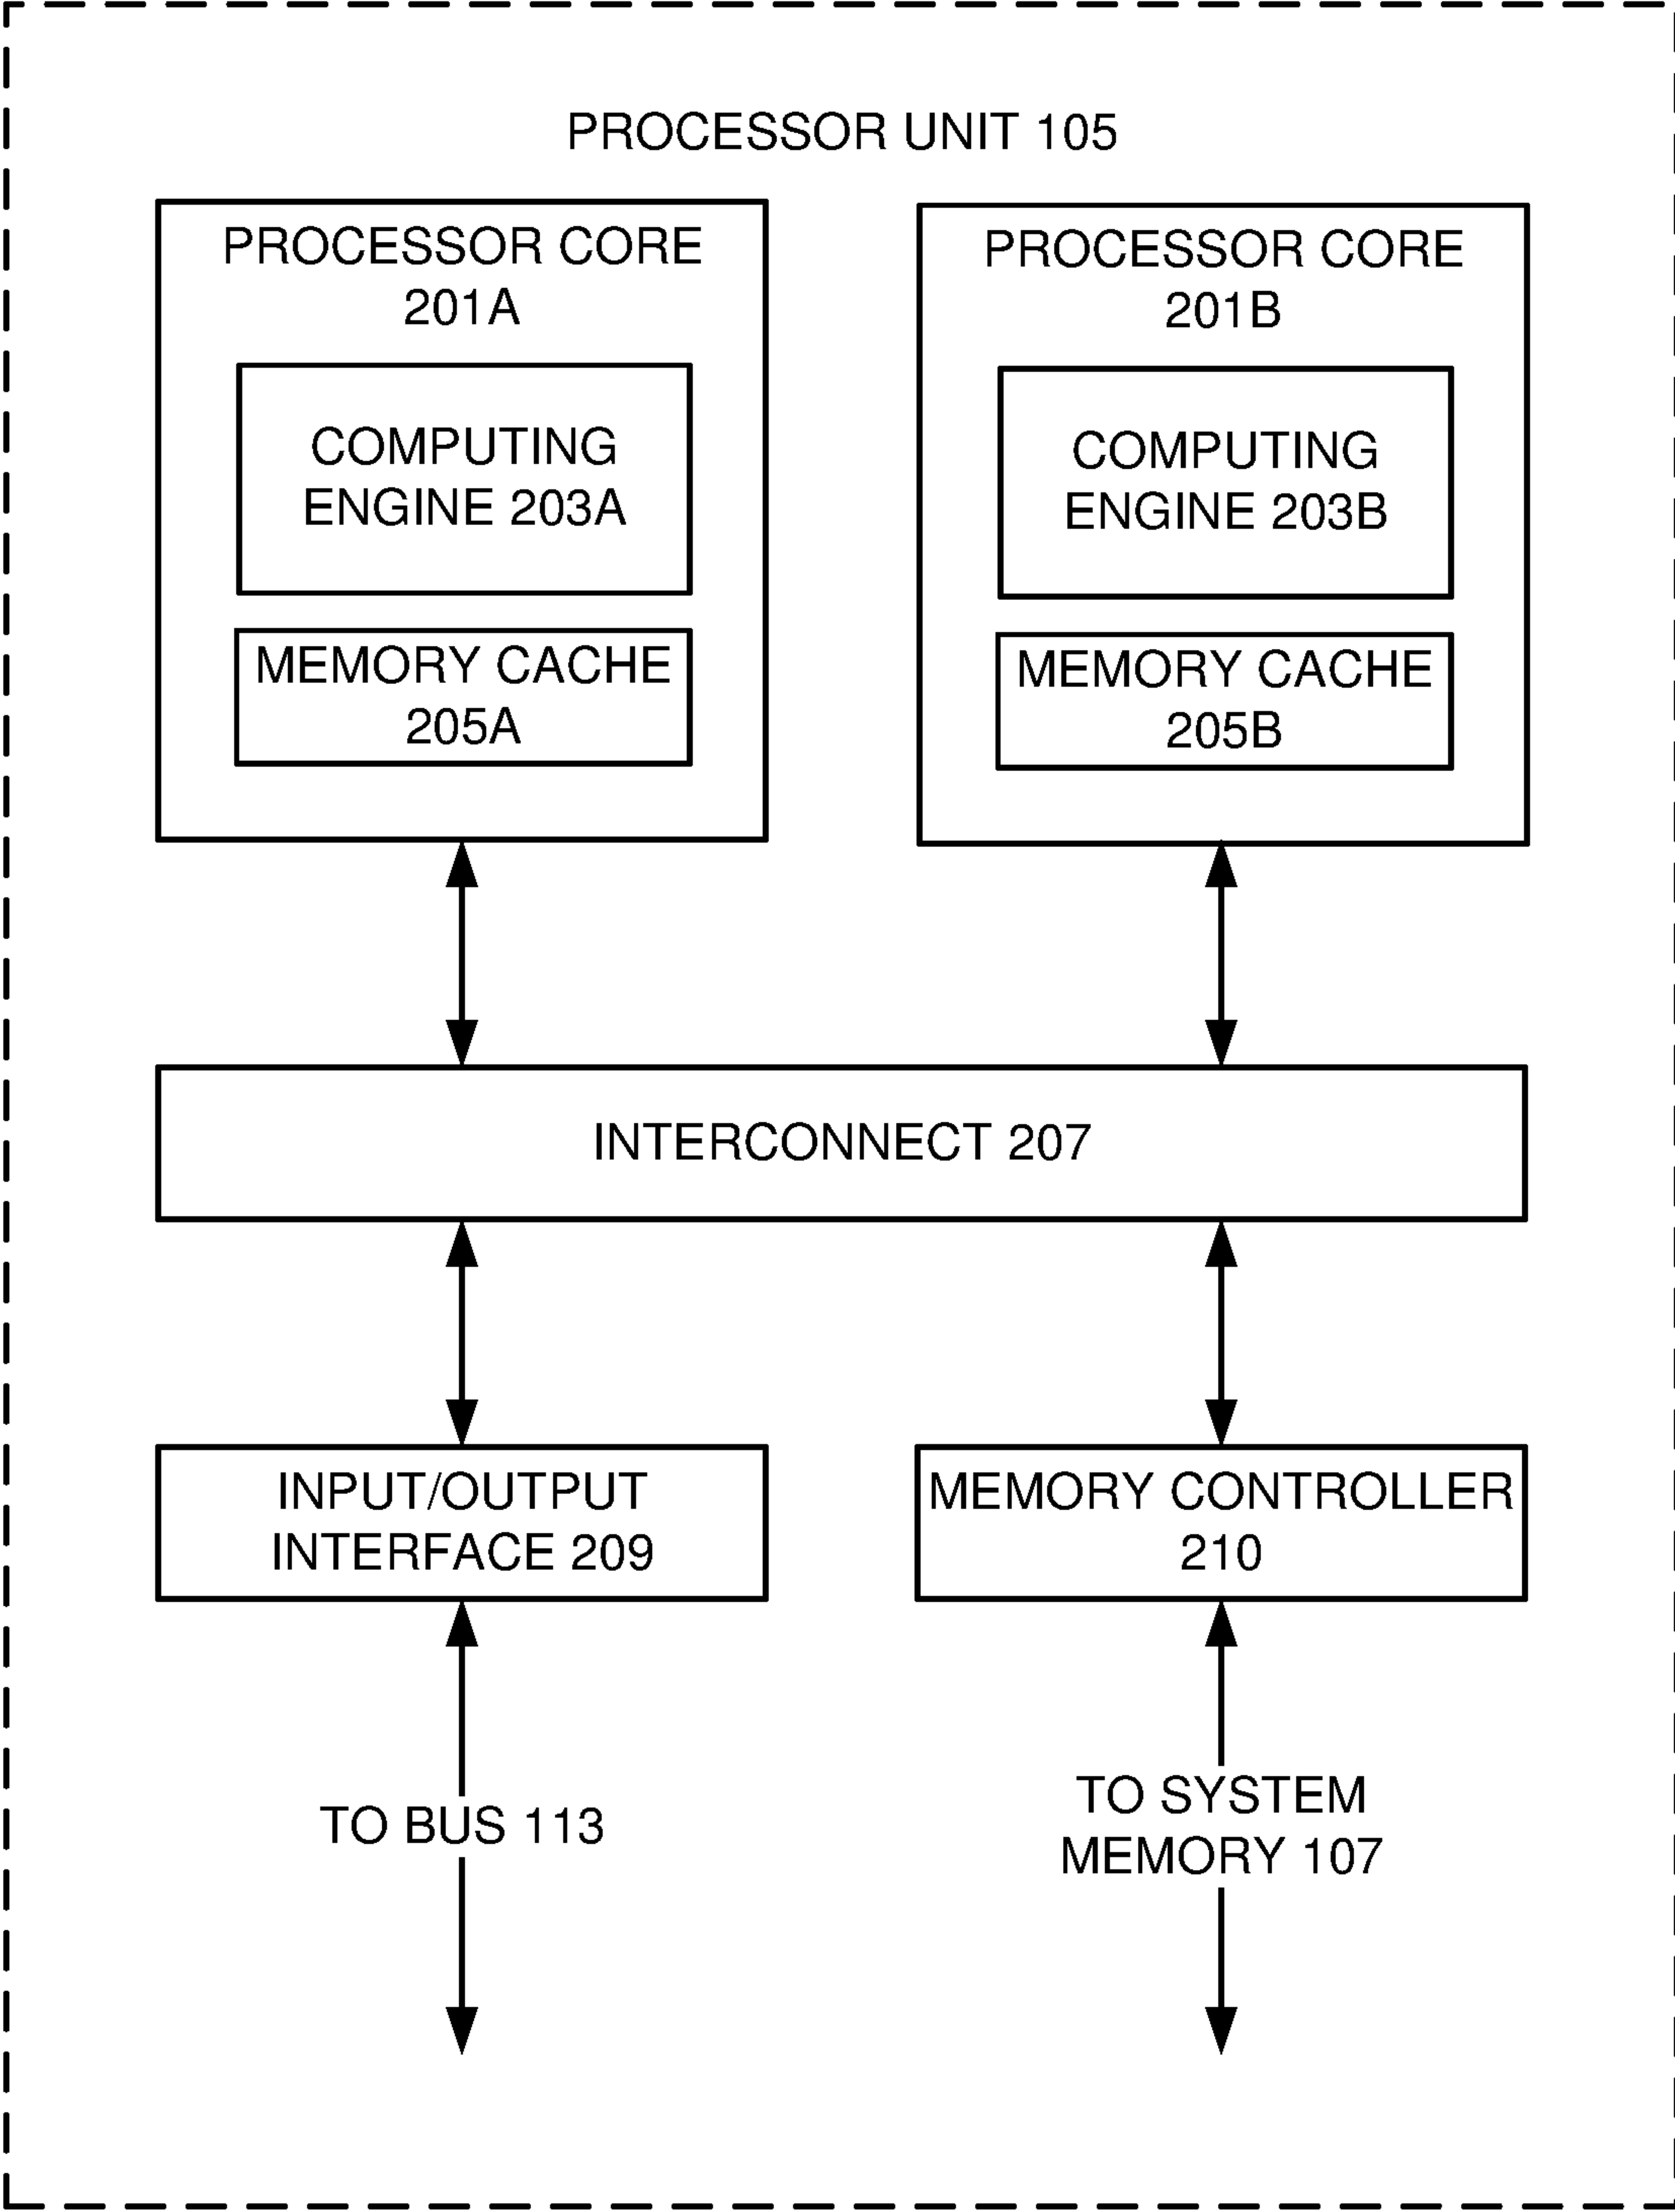 PROCESSOR UNIT 105
PROCESSOR CORE
201A
COMPUTING
ENGINE 203A
MEMORY CACHE
205A
PROCESSOR CORE
201B
COMPUTING
ENGINE 203B
MEMORY CACHE
205B
INTERCONNECT 207
INPUT/OUTPUT
INTERFACE 209
MEMORY CONTROLLER
210
TO BUS 113
TO SYSTEM
MEMORY 107